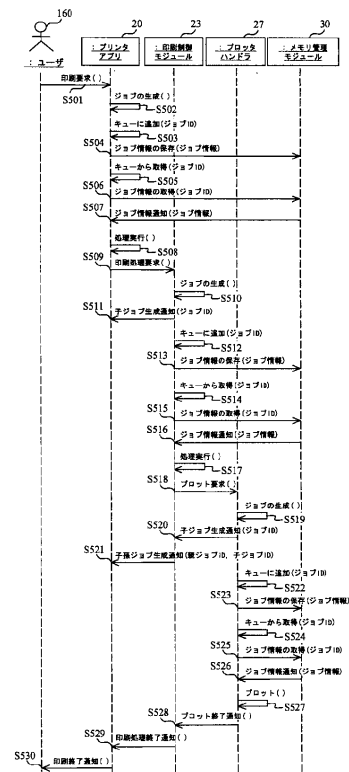 160
20
23
27
30
: ユーザ
: プリンタ
アプリ
: 印刷制御
モジュール
: プロッタ
ハンドラ
: メモリ管理
モジュール
印刷要求()
S501
ジョブの生成()
S502
キューに追加(ジョブID)
S503
S504
ジョブ情報の保存(ジョブ情報)
キューから取得(ジョブID)
S505
S506
ジョブ情報の取得(ジョブID)
S507
ジョブ情報通知(ジョブ情報)
処理実行()
S508
S509
印刷処理要求()
ジョブの生成()
S510
S511
子ジョブ生成通知(ジョブID)
キューに追加(ジョブID)
S512
S513
ジョブ情報の保存(ジョブ情報)
キューから取得(ジョブID)
S514
S515
ジョブ情報の取得(ジョブID)
S516
ジョブ情報通知(ジョブ情報)
処理実行()
S517
S518
プロット要求()
ジョブの生成()
S519
S520
子ジョブ生成通知(ジョブID)
S521
子孫ジョブ生成通知(親ジョブID, 子ジョブID)
キューに追加(ジョブID)
S522
S523
ジョブ情報の保存(ジョブ情報)
キューから取得(ジョブID)
S524
S525
ジョブ情報の取得(ジョブID)
S526
ジョブ情報通知(ジョブ情報)
プロット()
S527
S528
プロット終了通知()
S529
印刷処理終了通知()
S530
印刷終了通知()